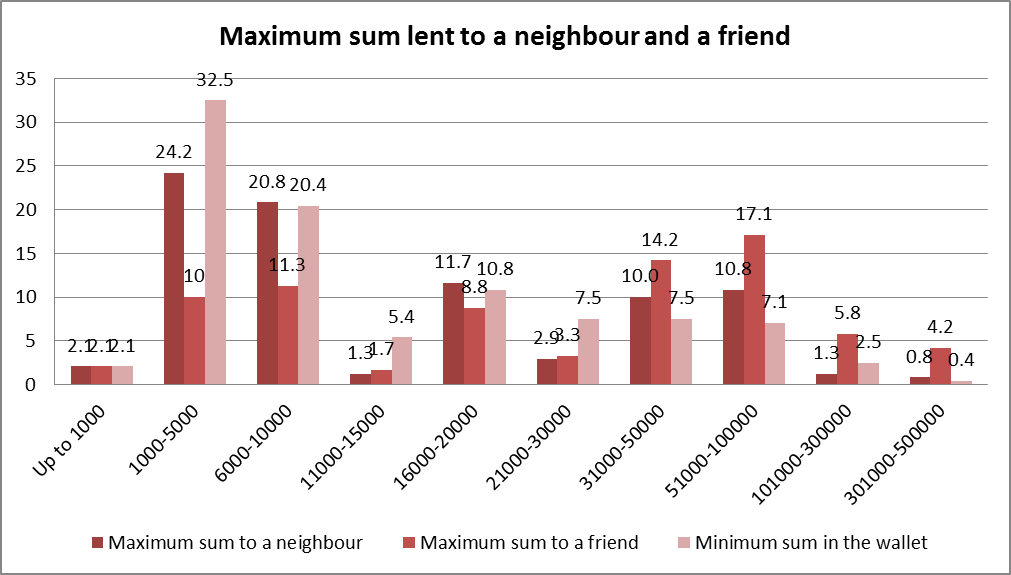 Maximum sum lent to a neighbour and a friend
35
30
25
20
15
10
5
0
2.1 2.1 2.1
24.2 10 32.5
20.8 11.3 20.4
1.3 1.7 5.4
11.7 8.8 10.8
2.9 3.3 7.5
10.0 14.2 7.5
10.8 17.1 7.1
1.3 5.8 2.5
0.8 4.2 0.4
Up to 1000
1000-5000
6000-10000
11000-15000
16000-20000
21000-30000
31000-50000
51000-100000
101000-300000
301000-500000
Maximum sum to a neighbour
Maximum sum to a friend
Minimum sum in the wallet